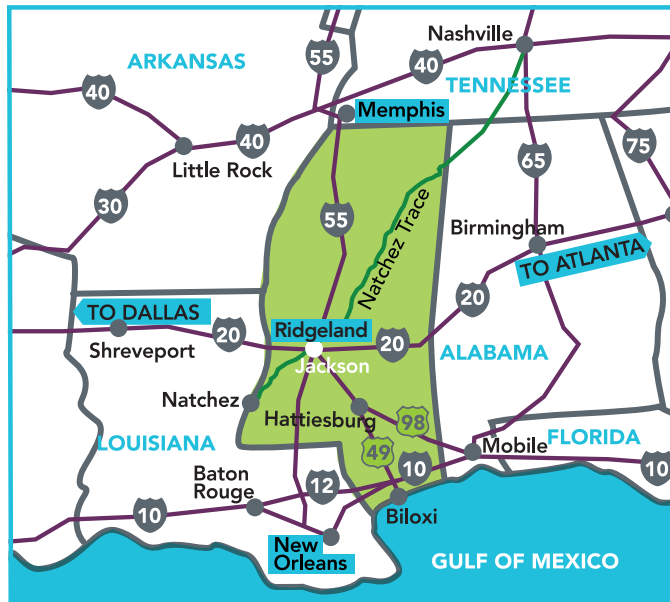 Nashville
55
ARKANSAS
40
TENNESSEE
40
Memphis
40
Little Rock
65
75
30
55
Natchez Trace
Birmingham
TO ATLANTA
TO DALLAS
20
Ridgeland
20
Shreveport
20
Jackson
ALABAMA
Natchez
Hattiesburg
98
LOUISIANA
49
Mobile
FLORIDA
Baton
Rouge
12
10
10
10
Biloxi
New
Orleans
GULF OF MEXICO